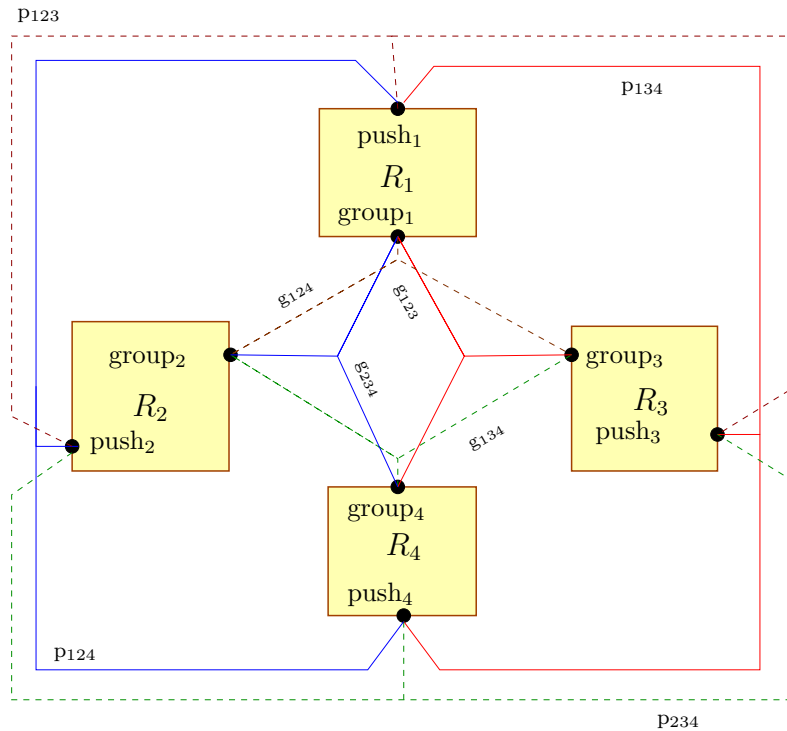 p₁₂₃
p₁₃₄
push₁
R₁
group₁
g₁₂₄
g₁₂₃
group₂
R₂
push₂
g₂₃₄
group₃
R₃
push₃
g₁₃₄
group₄
R₄
push₄
p₁₂₄
p₂₃₄